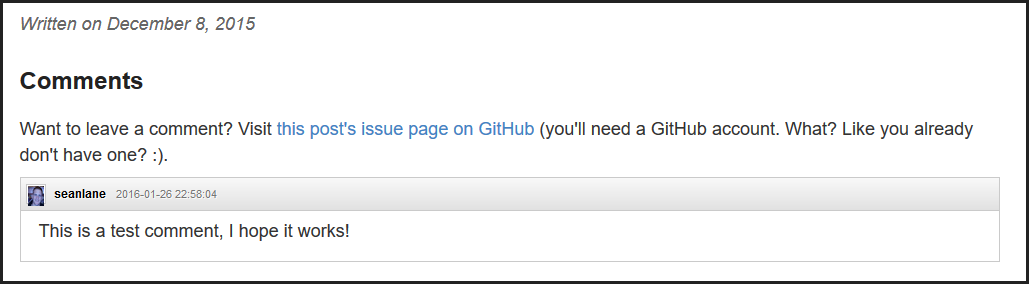 Written on December 8, 2015
Comments
Want to leave a comment? Visit this post's issue page on GitHub (you'll need a GitHub account. What? Like you already
don't have one? :).
seanlane 2016-01-26 22:58:04
This is a test comment, I hope it works!